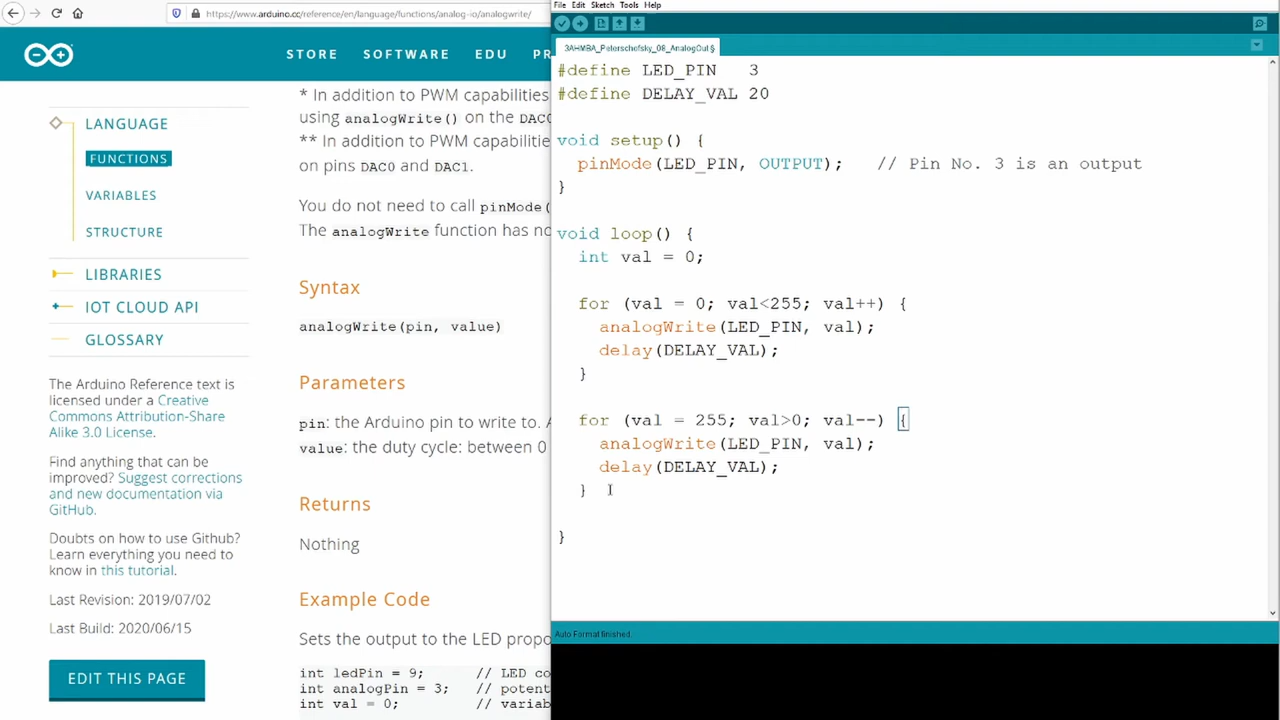 https://www.arduino.cc/reference/en/language/functions/analog-io/analogwrite/
STORE SOFTWARE EDU PR
LANGUAGE
FUNCTIONS
VARIABLES
STRUCTURE
LIBRARIES
IOT CLOUD API
GLOSSARY
The Arduino Reference text is
licensed under a Creative
Commons Attribution-Share
Alike 3.0 License.
Find anything that can be
improved? Suggest corrections
and new documentation via
GitHub.
Doubts on how to use Github?
Learn everything you need to
know in this tutorial.
Last Revision: 2019/07/02
Last Build: 2020/06/15
EDIT THIS PAGE
* In addition to PWM capabilities
using analogWrite() on the DAC0
** In addition to PWM capabilities
on pins DAC0 and DAC1.
You do not need to call pinMode(
The analogWrite function has no
Syntax
analogWrite(pin, value)
Parameters
pin: the Arduino pin to write to. A
value: the duty cycle: between 0
Returns
Nothing
Example Code
Sets the output to the LED propo
int ledPin = 9; // LED co
int analogPin = 3; // potent
int val = 0; // variab
File Edit Sketch Tools Help
3AHMBA_Peterschofsky_08_AnalogOut §
#define LED_PIN 3
#define DELAY_VAL 20
void setup() {
pinMode(LED_PIN, OUTPUT); // Pin No. 3 is an output
}
void loop() {
int val = 0;
for (val = 0; val<255; val++) {
analogWrite(LED_PIN, val);
delay(DELAY_VAL);
}
for (val = 255; val>0; val--) {
analogWrite(LED_PIN, val);
delay(DELAY_VAL);
}
}
Auto Format finished.